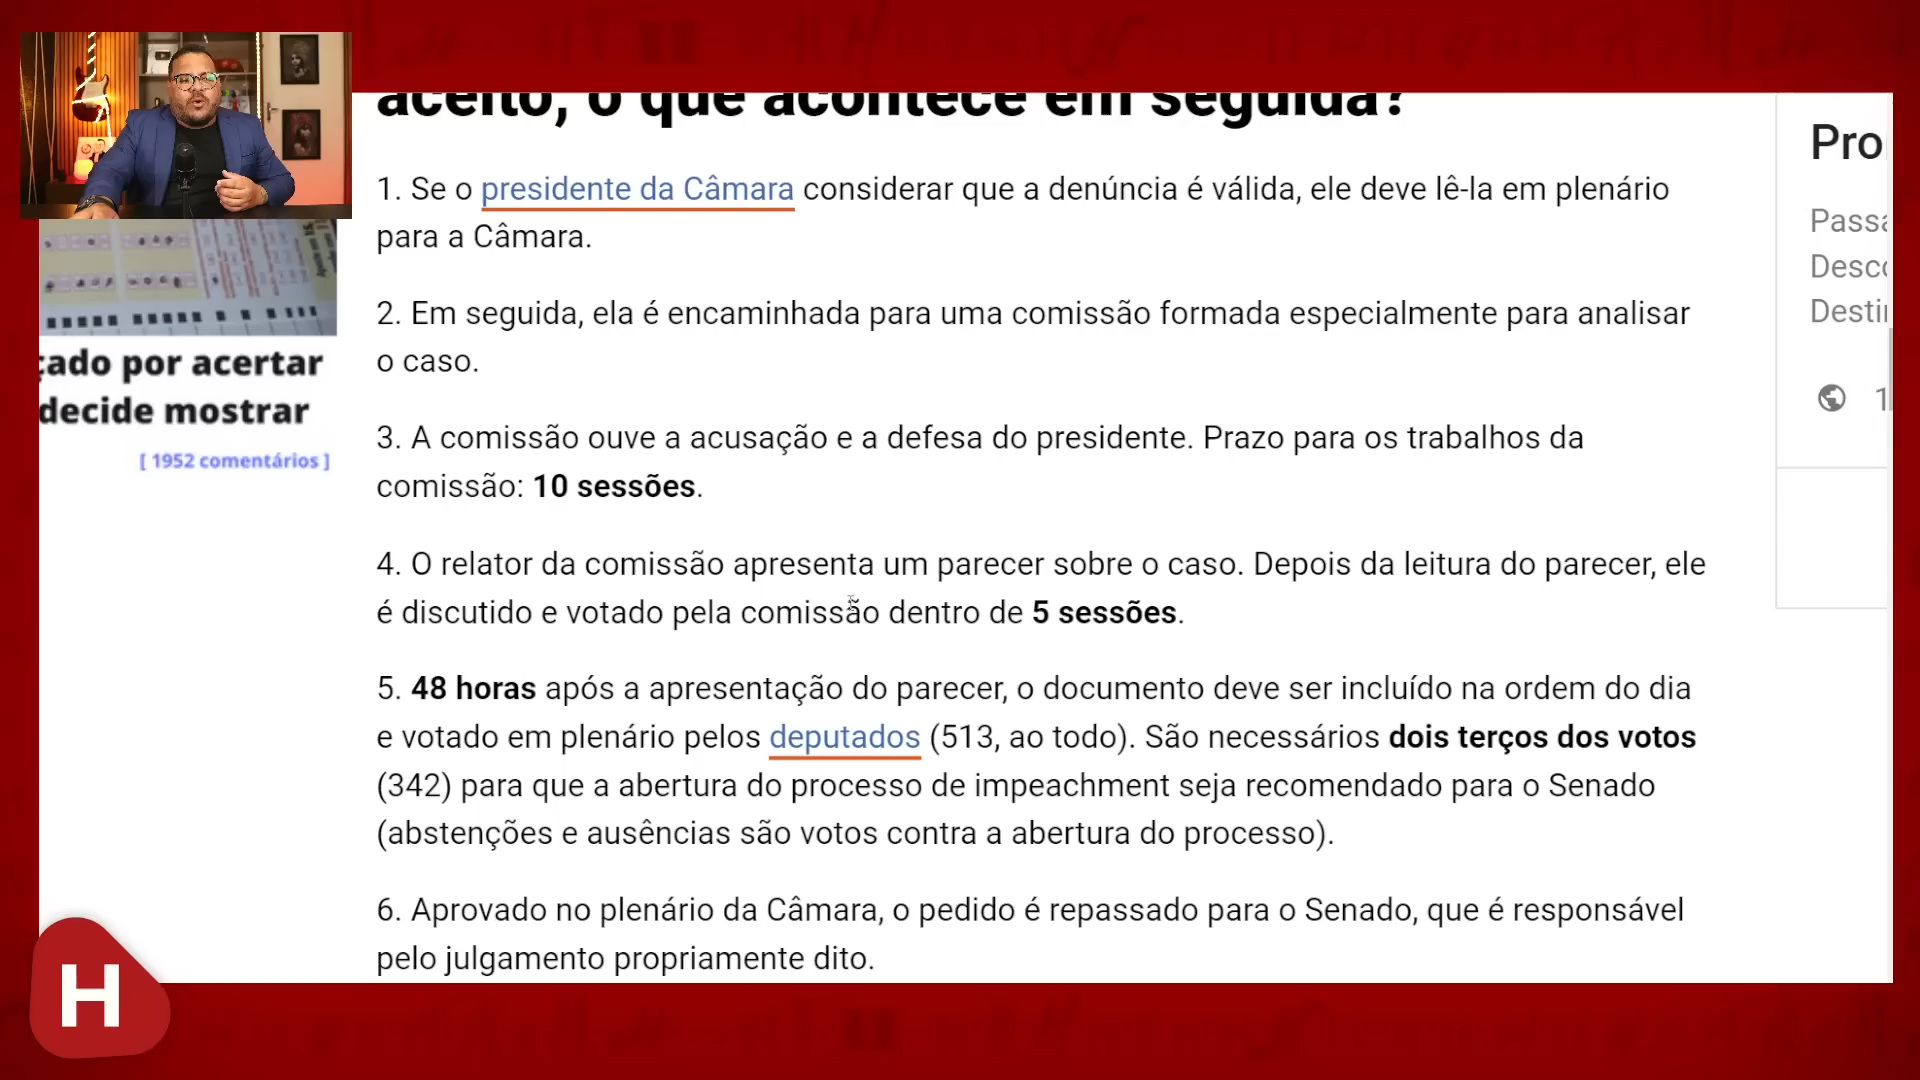 aceito, o que acontece em seguida?
1. Se o presidente da Câmara considerar que a denúncia é válida, ele deve lê-la em plenário
para a Câmara.
2. Em seguida, ela é encaminhada para uma comissão formada especialmente para analisar
o caso.
3. A comissão ouve a acusação e a defesa do presidente. Prazo para os trabalhos da
comissão: 10 sessões.
4. O relator da comissão apresenta um parecer sobre o caso. Depois da leitura do parecer, ele
é discutido e votado pela comissão dentro de 5 sessões.
5. 48 horas após a apresentação do parecer, o documento deve ser incluído na ordem do dia
e votado em plenário pelos deputados (513, ao todo). São necessários dois terços dos votos
(342) para que a abertura do processo de impeachment seja recomendado para o Senado
(abstenções e ausências são votos contra a abertura do processo).
6. Aprovado no plenário da Câmara, o pedido é repassado para o Senado, que é responsável
pelo julgamento propriamente dito.
çado por acertar
decide mostrar
[ 1952 comentários ]
Pro
Passa
Desco
Destin
1
H